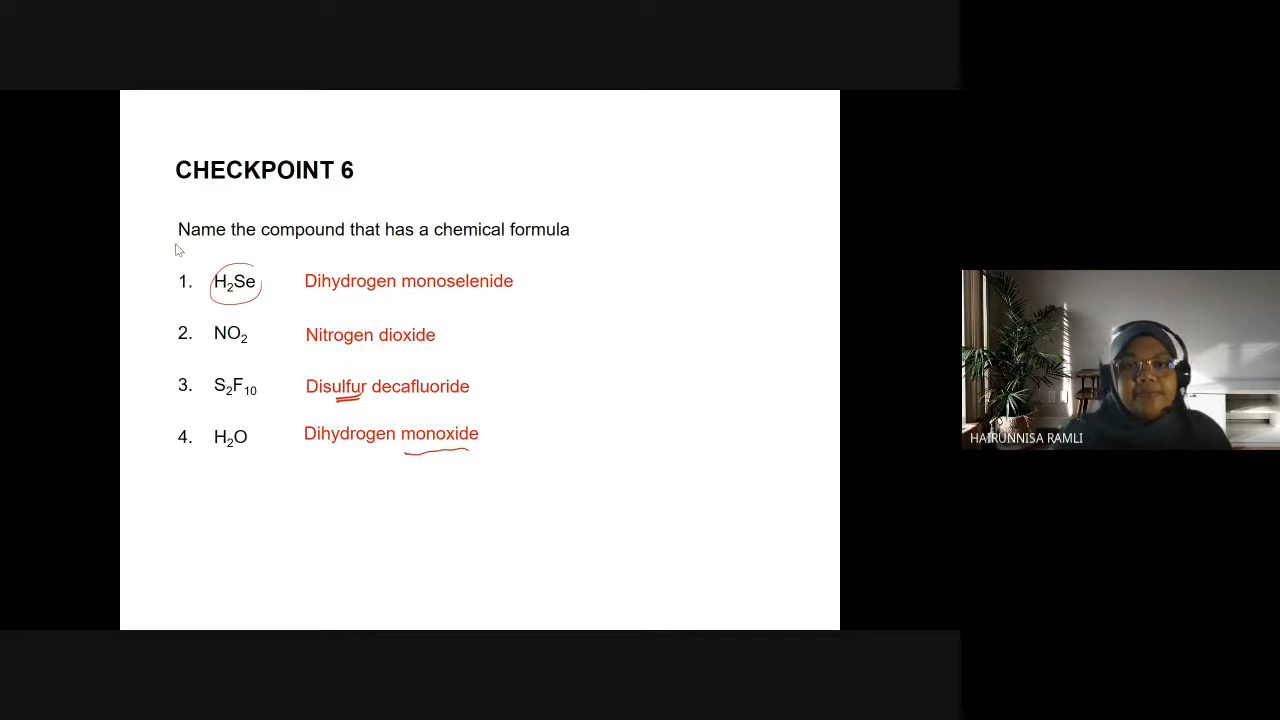 CHECKPOINT 6
Name the compound that has a chemical formula
1. H₂Se Dihydrogen monoselenide
2. NO₂ Nitrogen dioxide
3. S₂F₁₀ Disulfur decafluoride
4. H₂O Dihydrogen monoxide
HAIRUNNISA RAMLI